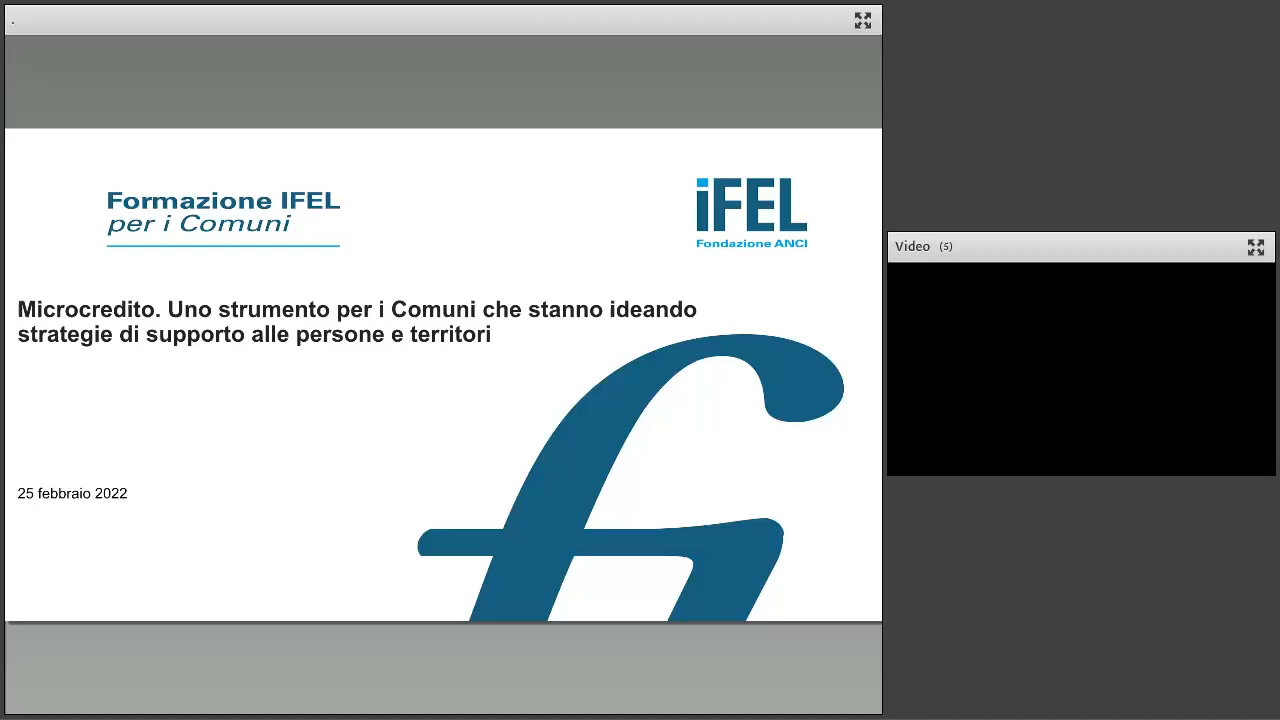 .
Formazione IFEL
per i Comuni
iFEL
Fondazione ANCI
Video (5)
Microcredito. Uno strumento per i Comuni che stanno ideando
strategie di supporto alle persone e territori
25 febbraio 2022